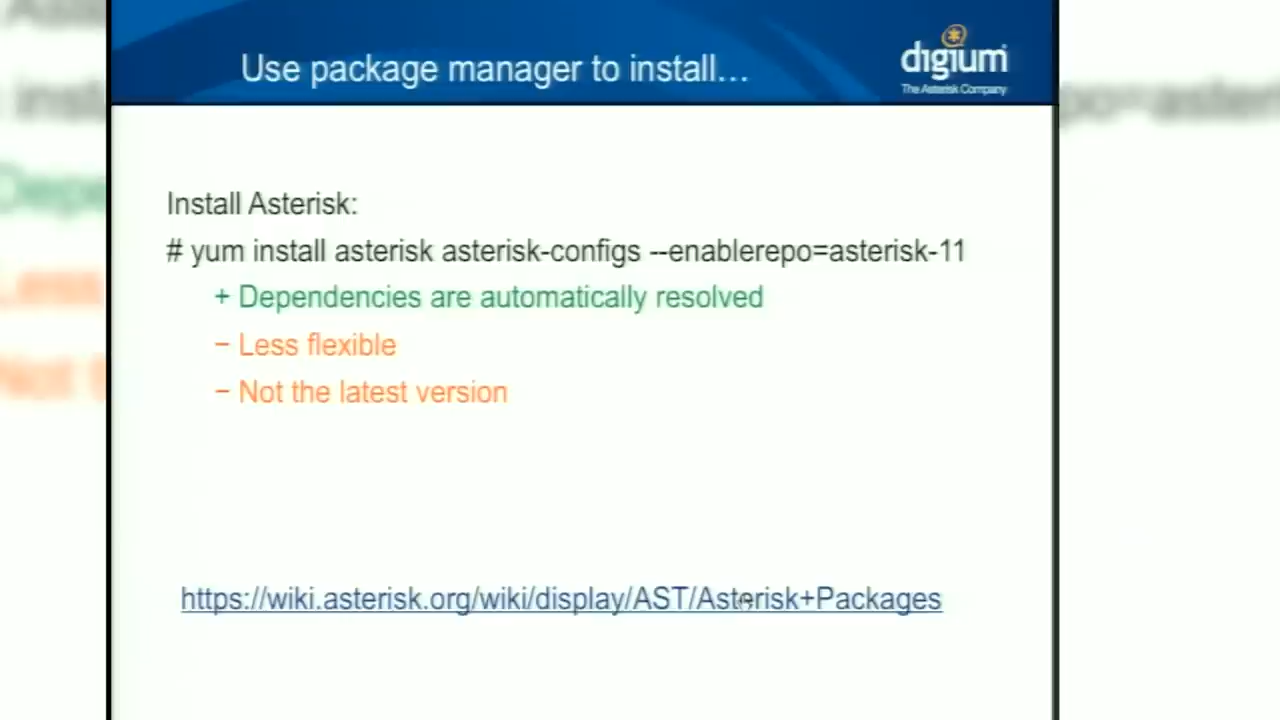 Use package manager to install...
digium
The Asterisk Company
Install Asterisk:
# yum install asterisk asterisk-configs --enablerepo=asterisk-11
+ Dependencies are automatically resolved
− Less flexible
− Not the latest version
https://wiki.asterisk.org/wiki/display/AST/Asterisk+Packages